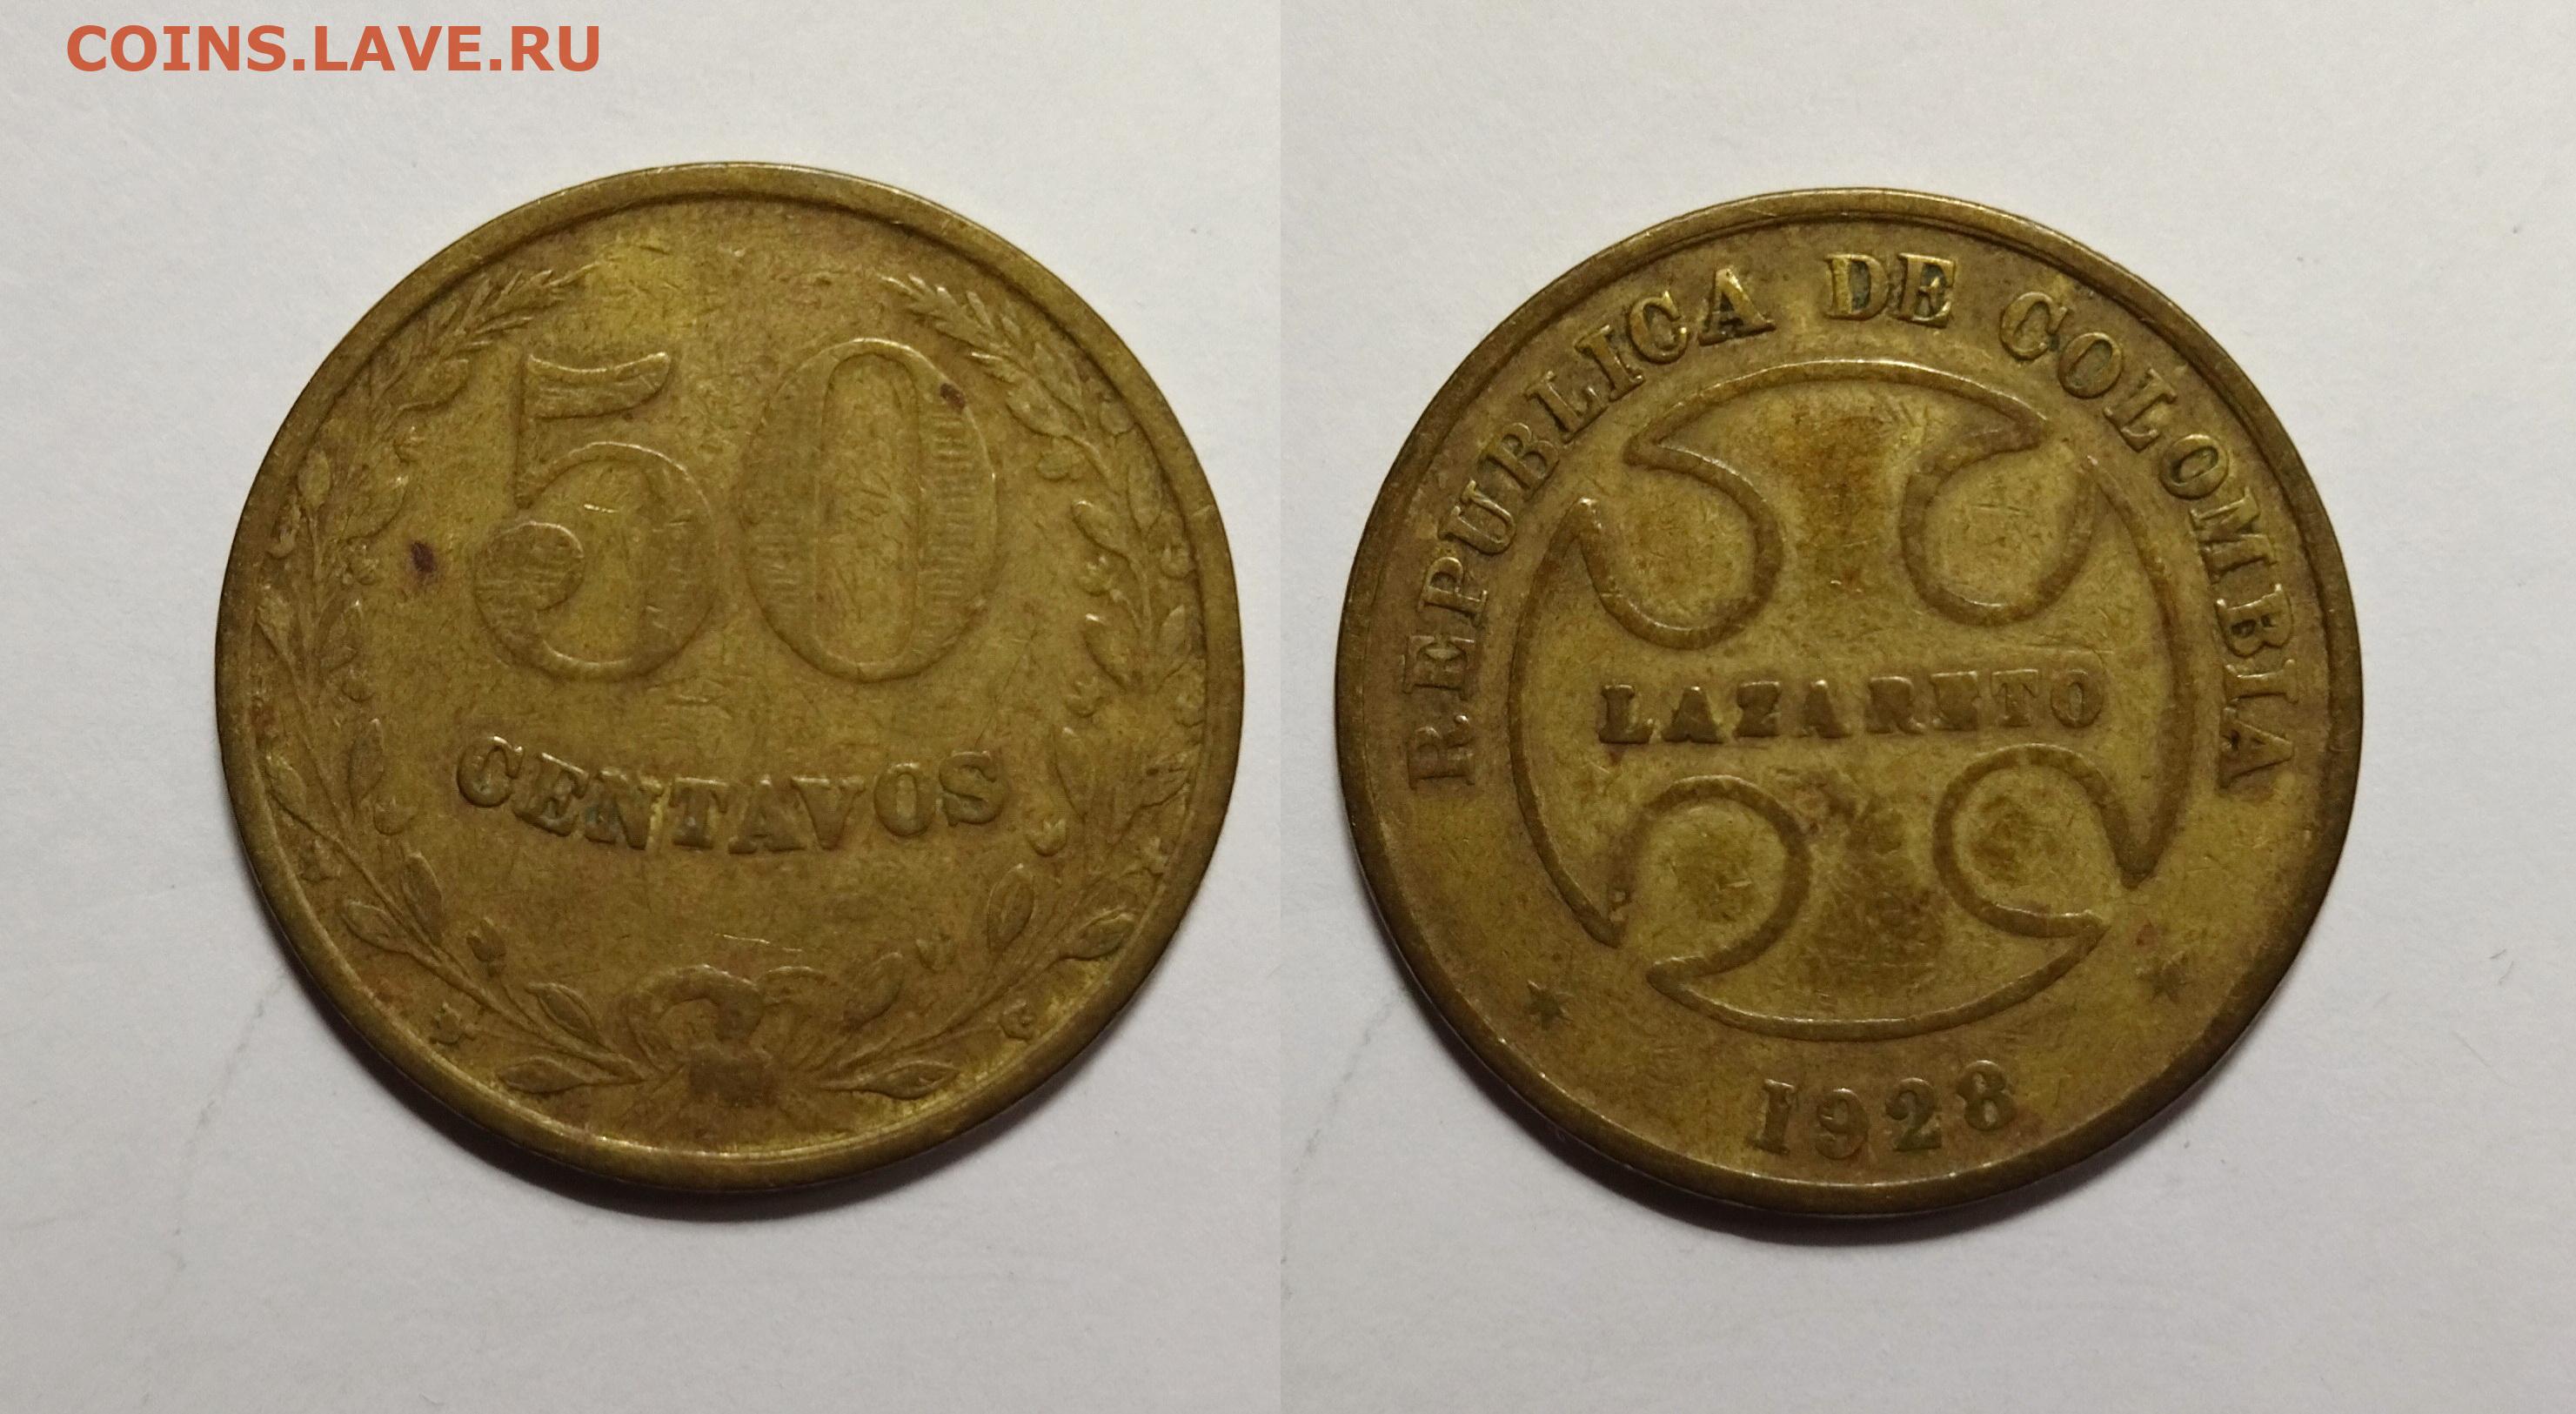 COINS.LAVE.RU
50
CENTAVOS
REPUBLICA DE COLOMBIA
LAZARETO
1928